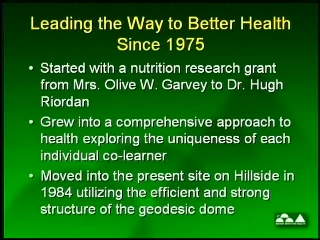 Leading the Way to Better Health
Since 1975
• Started with a nutrition research grant
from Mrs. Olive W. Garvey to Dr. Hugh
Riordan
• Grew into a comprehensive approach to
health exploring the uniqueness of each
individual co-learner
• Moved into the present site on Hillside in
1984 utilizing the efficient and strong
structure of the geodesic dome